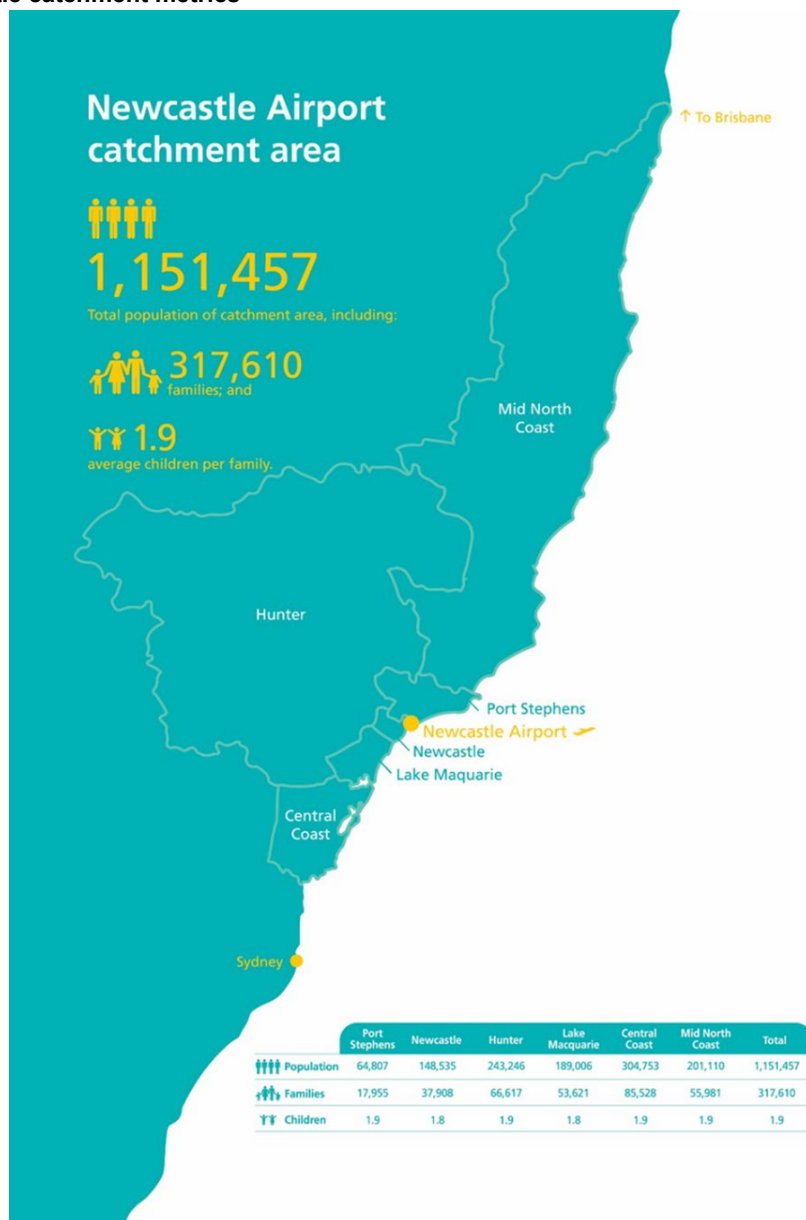 catchment metrics
Newcastle Airport
catchment area
↑ To Brisbane
1,151,457
Total population of catchment area, including:
317,610
families; and
1.9
average children per family.
Mid North
Coast
Hunter
Port Stephens
Newcastle Airport
Newcastle
Lake Maquarie
Central
Coast
Sydney
Port Stephens Newcastle Hunter Lake Macquarie Central Coast Mid North Coast Total
Population 64,807 148,535 243,246 189,006 304,753 201,110 1,151,457
Families 17,955 37,908 66,617 53,621 85,528 55,981 317,610
Children 1.9 1.8 1.9 1.8 1.9 1.9 1.9